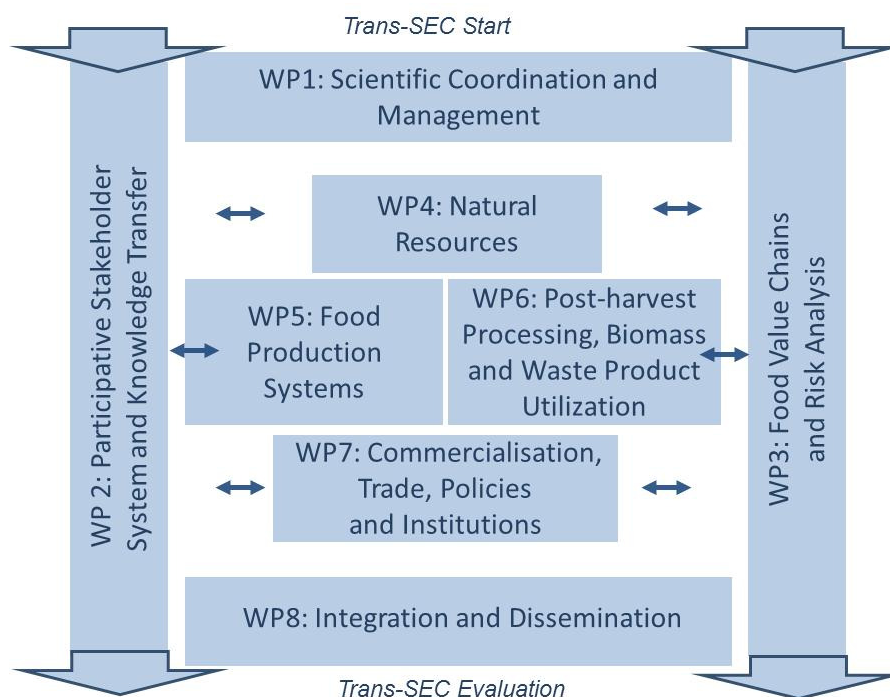 Trans-SEC Start
WP1: Scientific Coordination and
Management
WP 2: Participative Stakeholder
System and Knowledge Transfer
WP4: Natural
Resources
WP5: Food
Production
Systems
WP6: Post-harvest
Processing, Biomass
and Waste Product
Utilization
WP7: Commercialisation,
Trade, Policies
and Institutions
WP3: Food Value Chains
and Risk Analysis
WP8: Integration and Dissemination
Trans-SEC Evaluation